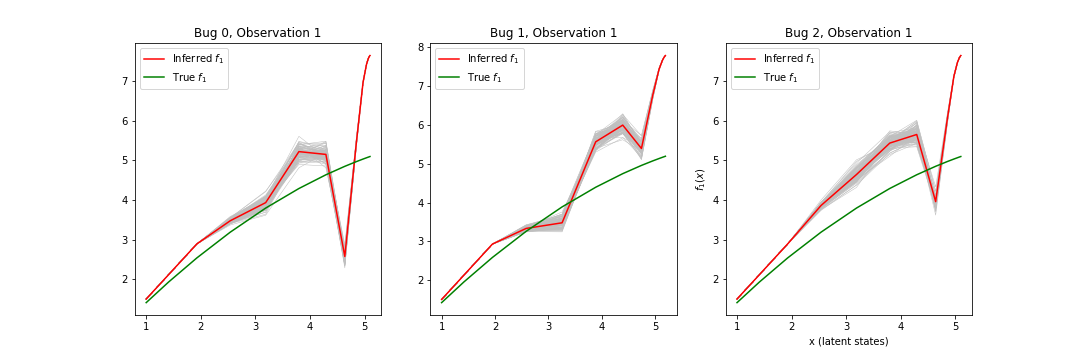 Bug 0, Observation 1
Inferred f₁
True f₁
7
6
5
4
3
2
1 2 3 4 5
Bug 1, Observation 1
Inferred f₁
True f₁
8
7
6
5
4
3
2
1 2 3 4 5
Bug 2, Observation 1
Inferred f₁
True f₁
f₁(x)
7
6
5
4
3
2
1 2 3 4 5
x (latent states)